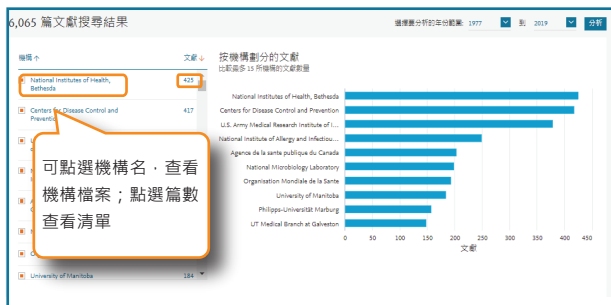 6,065 篇文獻搜尋結果
選擇要分析的年份範圍: 1977 到 2019 分析
機構 文獻
National Institutes of Health, Bethesda 425
Centers for Disease Control and Prevention 417
可點選機構名，查看
機構檔案；點選篇數
查看清單
University of Manitoba 184
按機構劃分的文獻
比較最多 15 所機構的文獻數量
National Institutes of Health, Bethesda
Centers for Disease Control and Prevention
U.S. Army Medical Research Institute of I...
National Institute of Allergy and Infectiou...
Agence de la sante publique du Canada
National Microbiology Laboratory
Organisation Mondiale de la Sante
University of Manitoba
Philipps-Universität Marburg
UT Medical Branch at Galveston
0 50 100 150 200 250 300 350 400 450
文獻